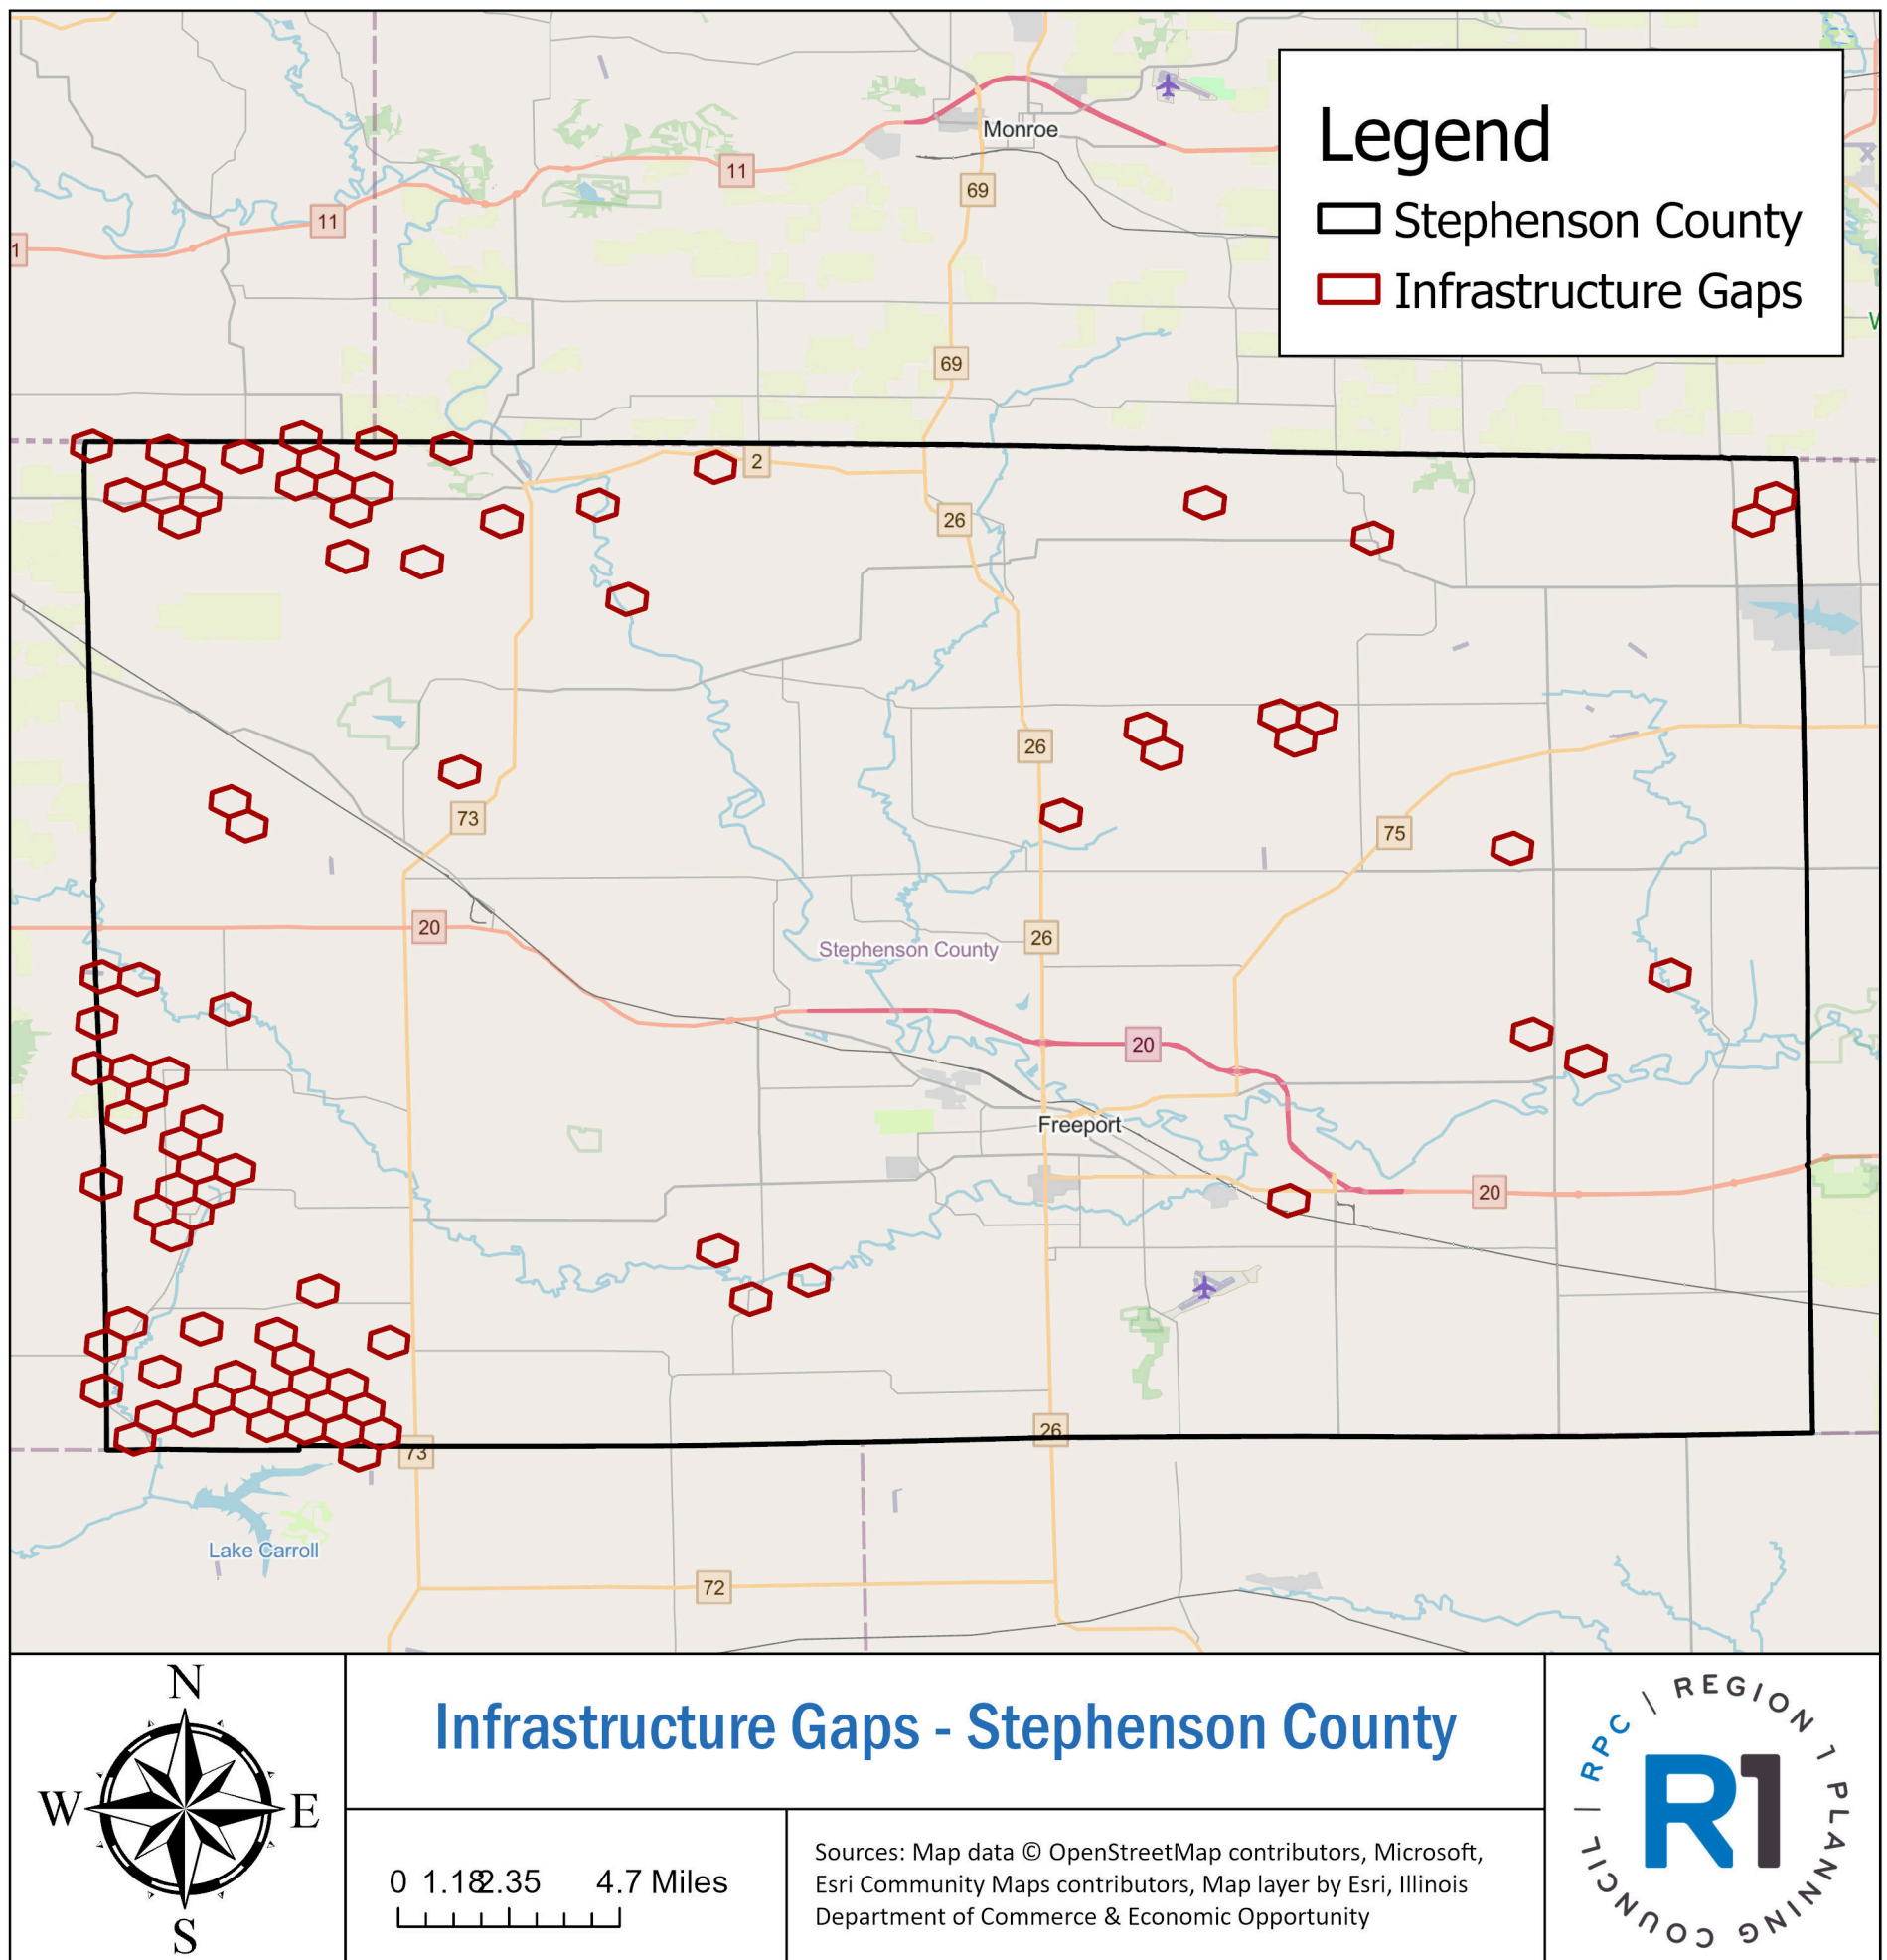 Monroe
11
11
1
69
69
Legend
Stephenson County
Infrastructure Gaps
2
26
26
73
75
20
Stephenson County
26
20
Freeport
20
26
73
Lake Carroll
72
N
W
E
S
Infrastructure Gaps - Stephenson County
0 1.18 2.35 4.7 Miles
Sources: Map data © OpenStreetMap contributors, Microsoft,
Esri Community Maps contributors, Map layer by Esri, Illinois
Department of Commerce & Economic Opportunity
RPC | REGION 1 PLANNING COUNCIL |
R1